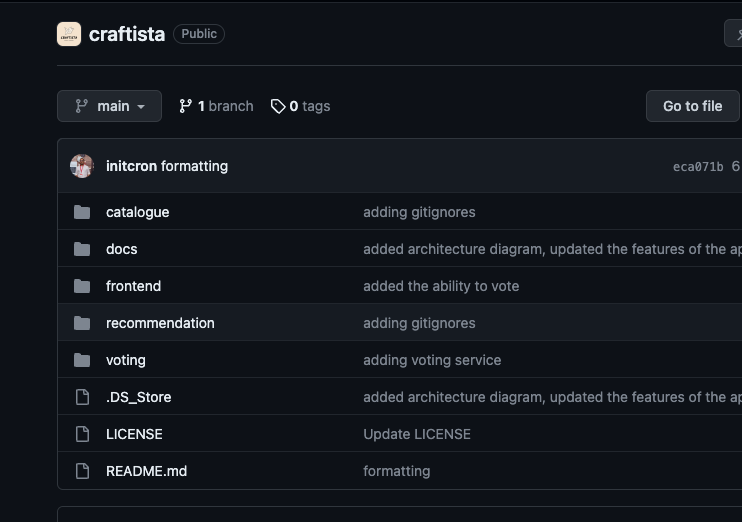 CRAFTISTA
craftista Public
main 1 branch 0 tags Go to file
initcron formatting eca071b 6
catalogue adding gitignores
docs added architecture diagram, updated the features of the ap
frontend added the ability to vote
recommendation adding gitignores
voting adding voting service
.DS_Store added architecture diagram, updated the features of the ap
LICENSE Update LICENSE
README.md formatting